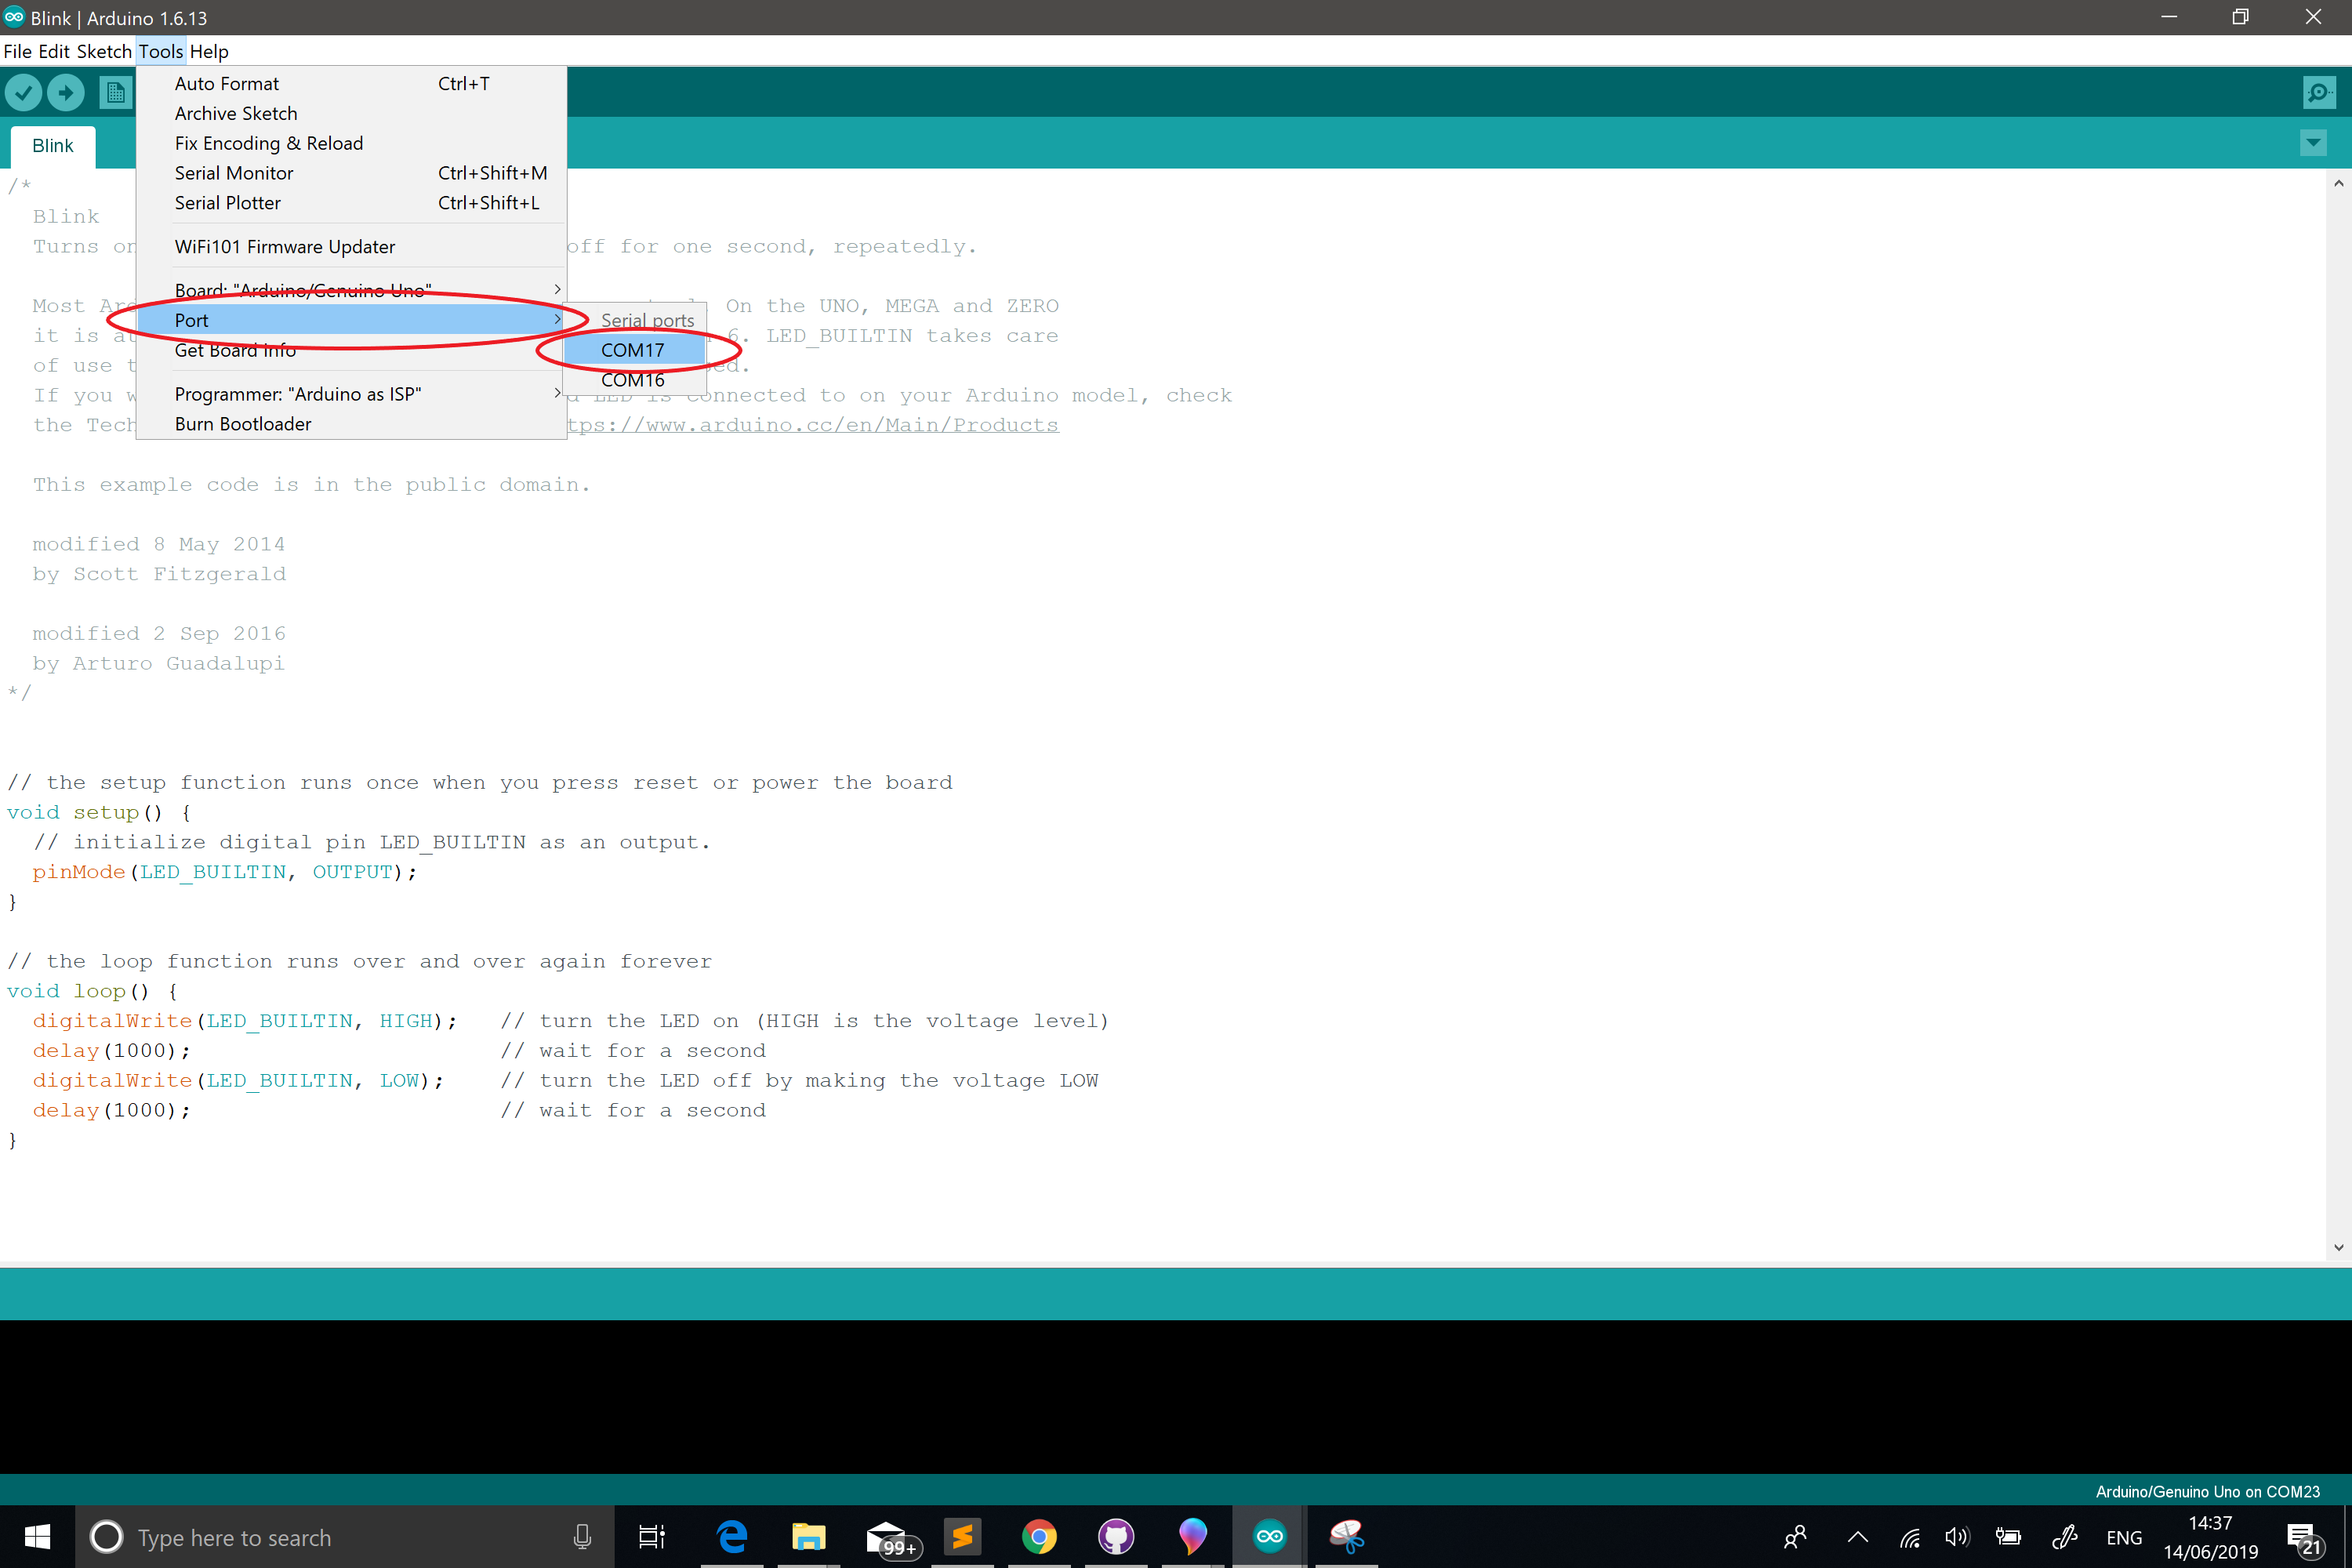 Blink | Arduino 1.6.13
File Edit Sketch Tools Help
Auto Format Ctrl+T
Archive Sketch
Fix Encoding & Reload
Serial Monitor Ctrl+Shift+M
Serial Plotter Ctrl+Shift+L
WiFi101 Firmware Updater
Board: "Arduino/Genuino Uno"
Port
Get Board Info
Programmer: "Arduino as ISP"
Burn Bootloader
Serial ports
COM17
COM16
Blink
/*
Blink
Turns on off for one second, repeatedly.
Most Ard On the UNO, MEGA and ZERO
it is 6. LED_BUILTIN takes care
of use
If you LED is connected to on your Arduino model, check
the Tech tps://www.arduino.cc/en/Main/Products
This example code is in the public domain.
modified 8 May 2014
by Scott Fitzgerald
modified 2 Sep 2016
by Arturo Guadalupi
*/
// the setup function runs once when you press reset or power the board
void setup() {
// initialize digital pin LED_BUILTIN as an output.
pinMode(LED_BUILTIN, OUTPUT);
}
// the loop function runs over and over again forever
void loop() {
digitalWrite(LED_BUILTIN, HIGH); // turn the LED on (HIGH is the voltage level)
delay(1000); // wait for a second
digitalWrite(LED_BUILTIN, LOW); // turn the LED off by making the voltage LOW
delay(1000); // wait for a second
}
Arduino/Genuino Uno on COM23
Type here to search
99+
ENG
14:37
14/06/2019
21